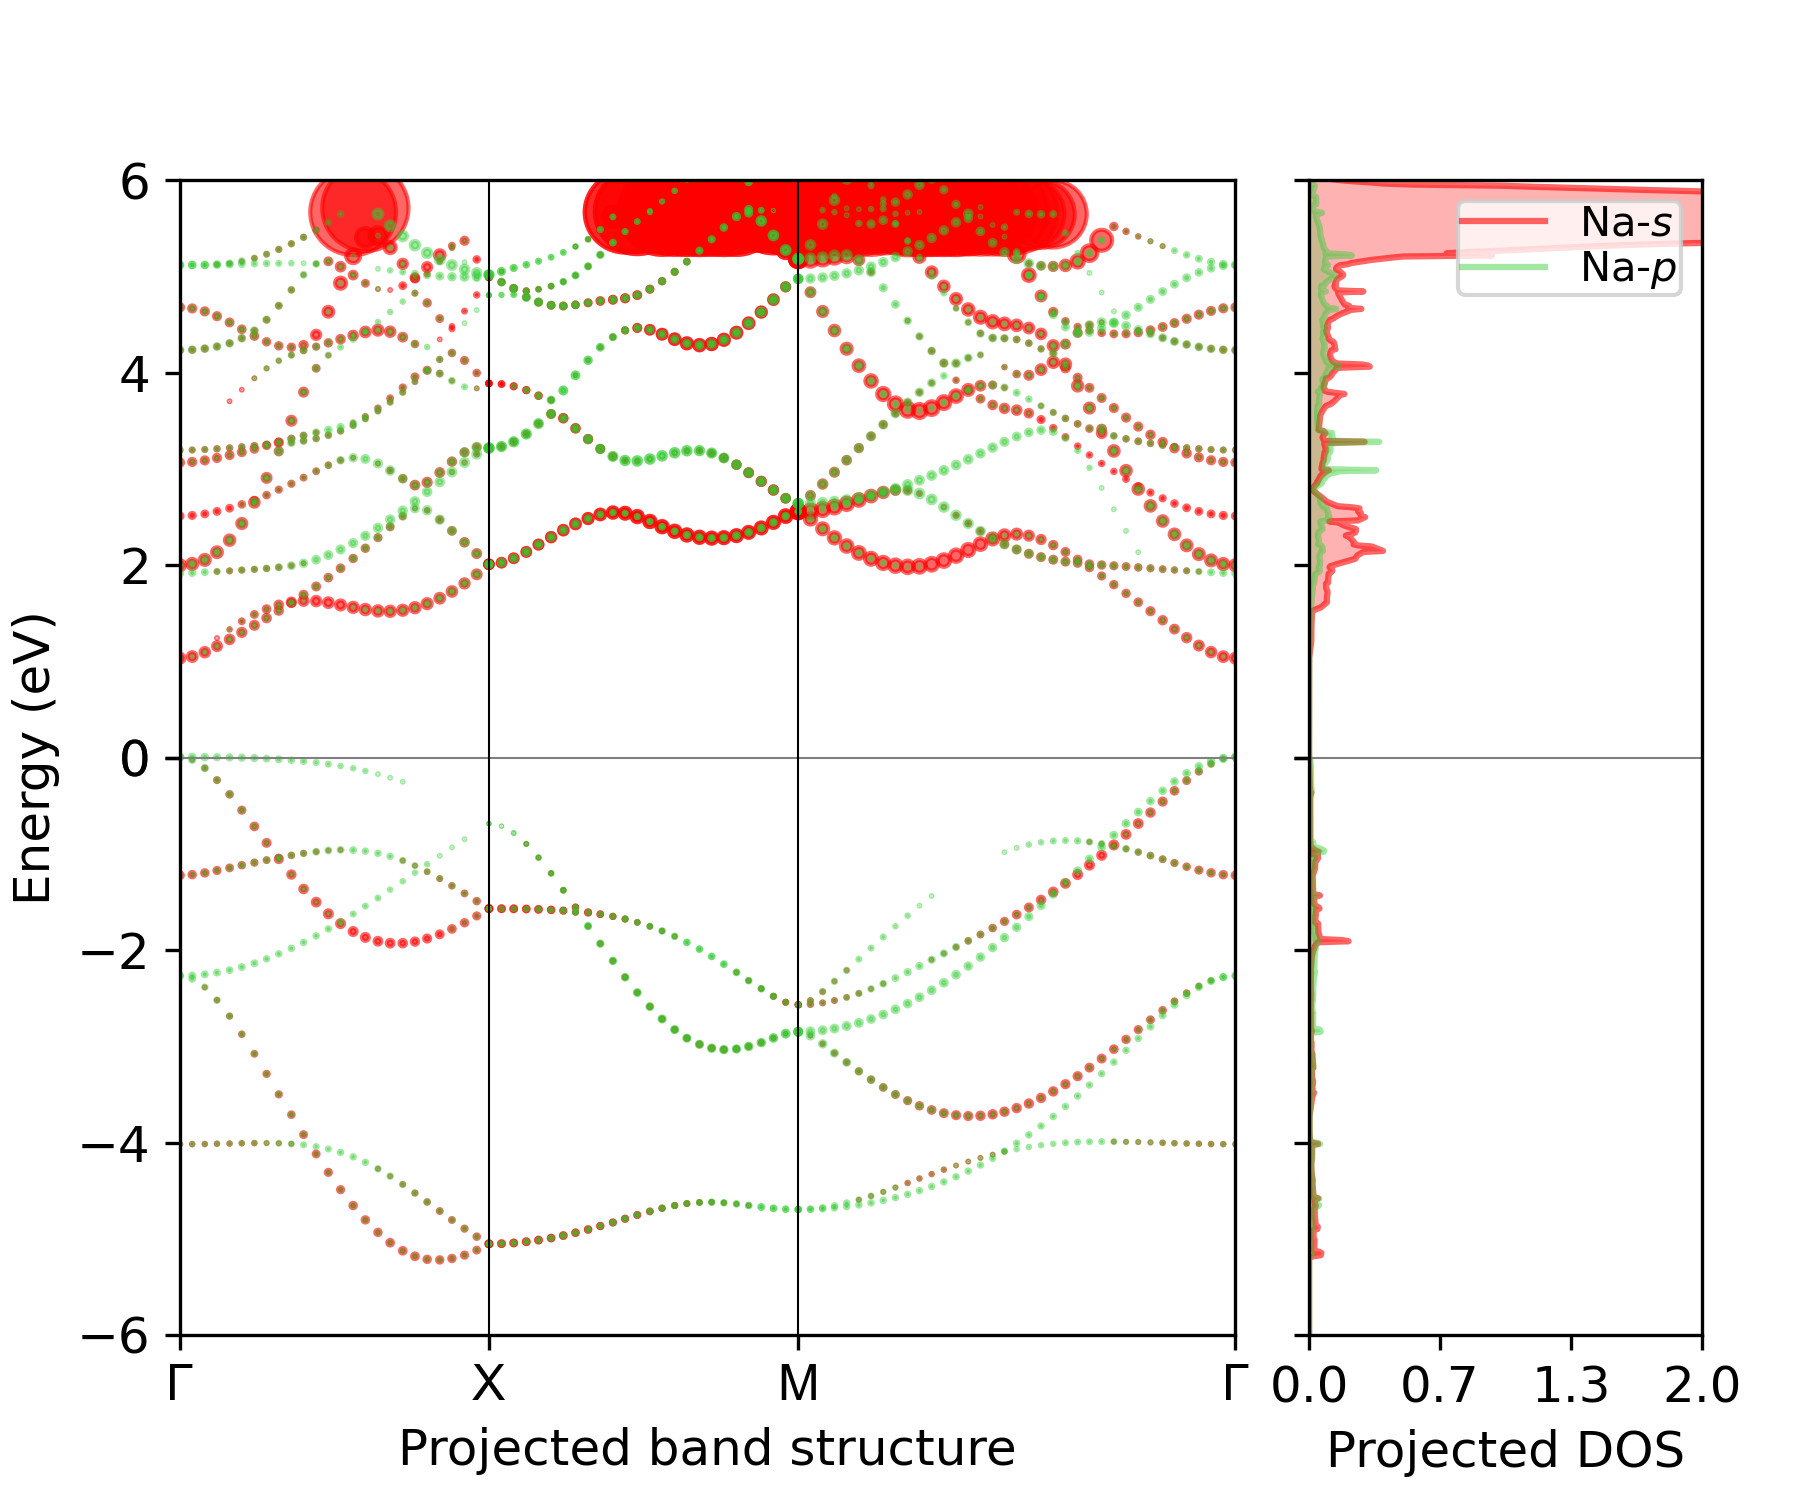 6
4
2
0
−2
−4
−6
Energy (eV)
Γ X M Γ
Projected band structure
Na-s
Na-p
0.0 0.7 1.3 2.0
Projected DOS